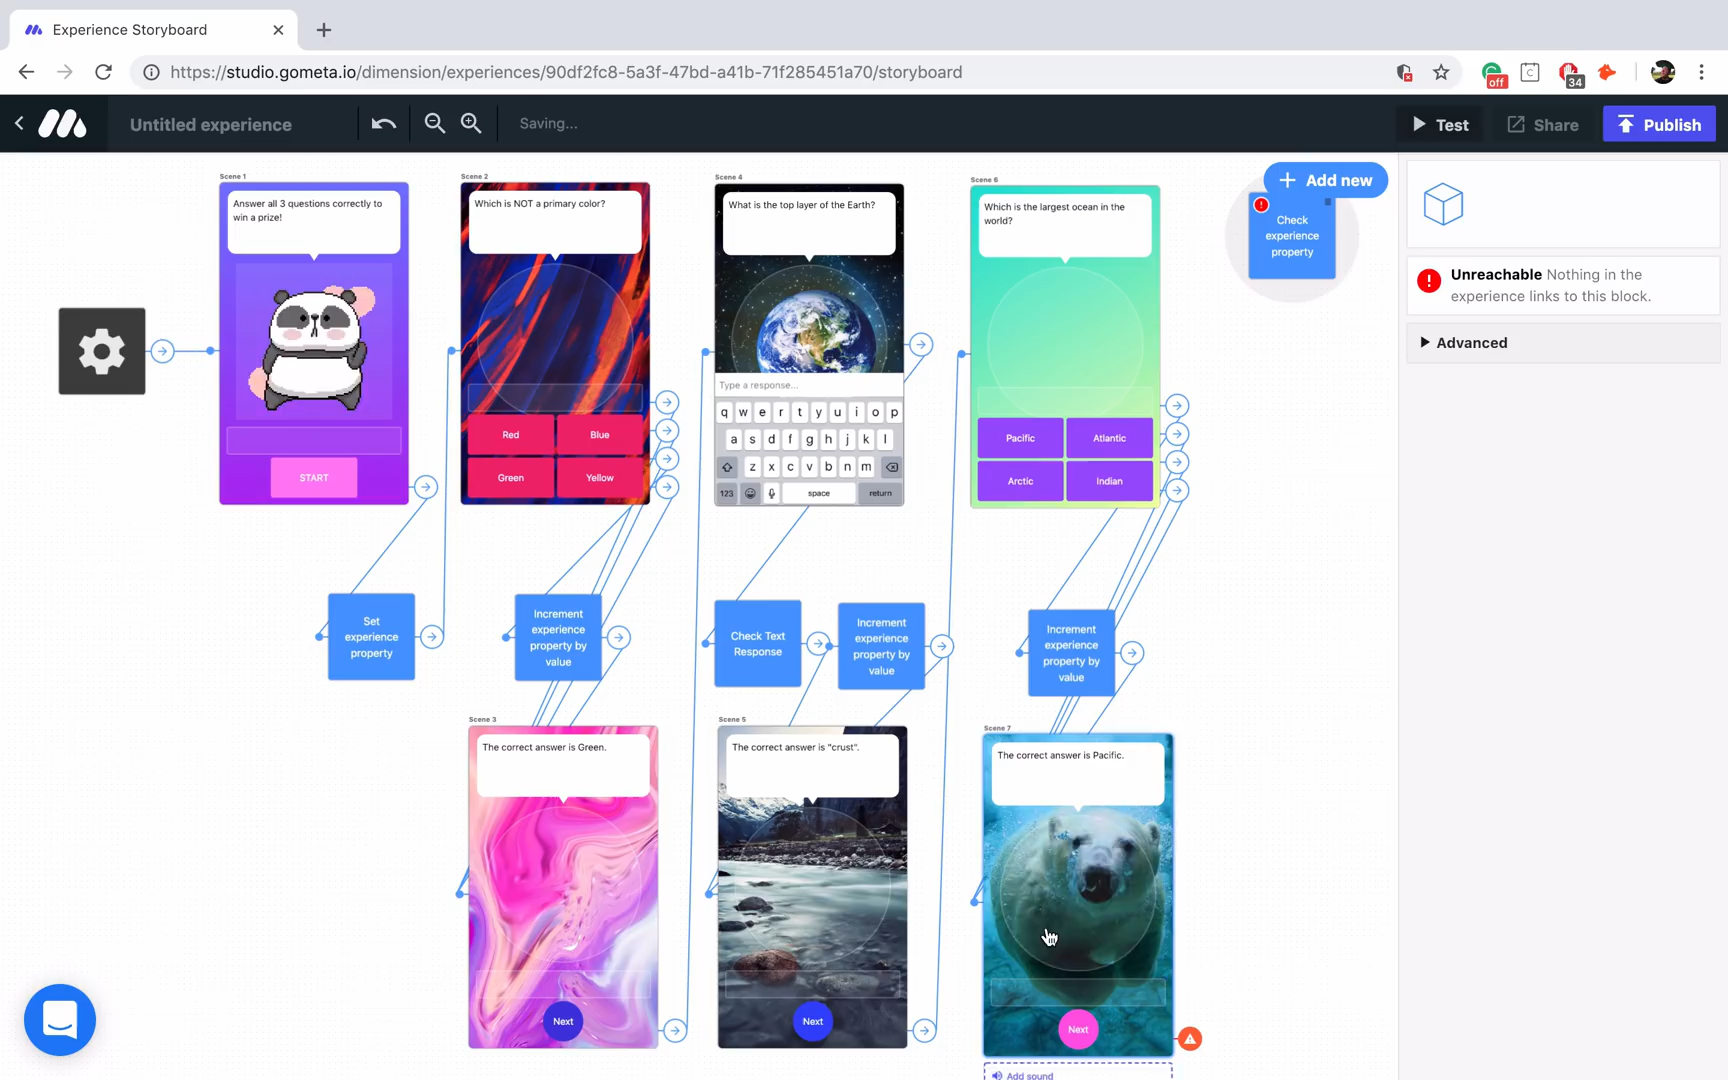 Experience Storyboard
https://studio.gometa.io/dimension/experiences/90df2fc8-5a3f-47bd-a41b-71f285451a70/storyboard
off
C
34
Untitled experience
Saving...
Test
Share
Publish
Scene 1
Answer all 3 questions correctly to
win a prize!
START
Scene 2
Which is NOT a primary color?
Red
Blue
Green
Yellow
Scene 4
What is the top layer of the Earth?
Type a response...
q w e r t y u i o p
a s d f g h j k l
z x c v b n m
123
space
return
Scene 6
Which is the largest ocean in the
world?
Pacific
Atlantic
Arctic
Indian
Add new
Check
experience
property
Unreachable Nothing in the
experience links to this block.
Advanced
Set
experience
property
Increment
experience
property by
value
Check Text
Response
Increment
experience
property by
value
Increment
experience
property by
value
Scene 3
The correct answer is Green.
Next
Scene 5
The correct answer is "crust".
Next
Scene 7
The correct answer is Pacific.
Next
Add sound